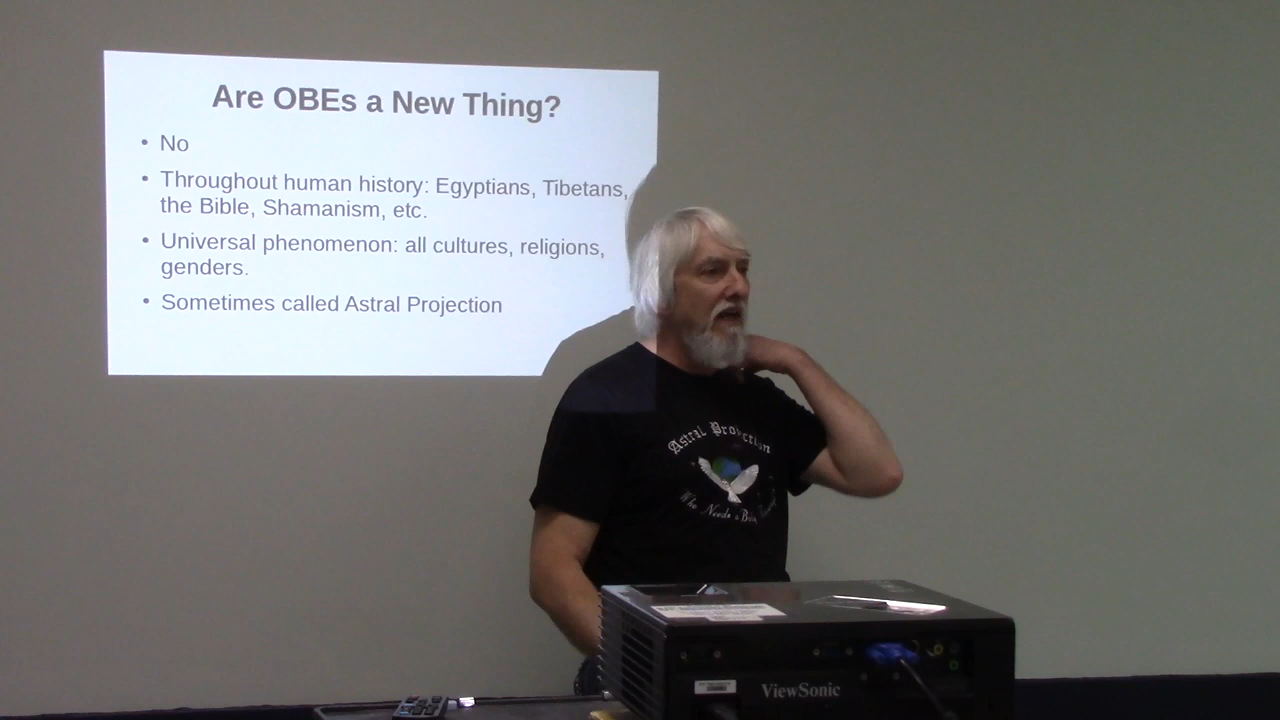 Are OBEs a New Thing?
• No
• Throughout human history: Egyptians, Tibetans,
the Bible, Shamanism, etc.
• Universal phenomenon: all cultures, religions,
genders.
• Sometimes called Astral Projection
Astral Projection
Who Needs a Body
ViewSonic